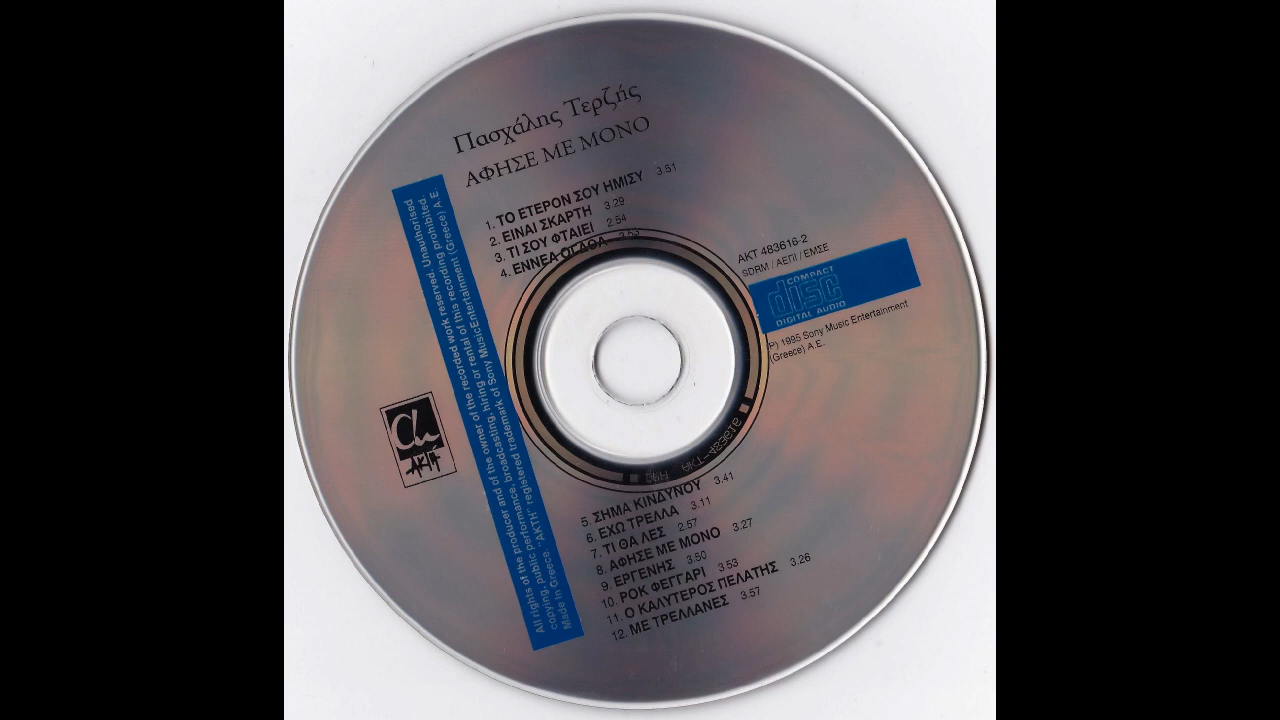 Πασχάλης Τερζής
ΑΦΗΣΕ ΜΕ ΜΟΝΟ
1. ΤΟ ΕΤΕΡΟΝ ΣΟΥ ΗΜΙΣΥ 3.51
2. ΕΙΝΑΙ ΣΚΑΡΤΗ 3.29
3. ΤΙ ΣΟΥ ΦΤΑΙΕΙ 2.54
4. ΕΝΝΕΑ ΟΓΔΟΑ
AKT 483616-2
SDRM / ΑΕΠΙ / ΕΜΣΕ
COMPACT
disc
DIGITAL AUDIO
(P) 1995 Sony Music Entertainment
(Greece) A.E.
All rights of the producer and of the owner of the recorded work reserved. Unauthorised
copying, public performance, broadcasting, hiring or rental of this recording prohibited.
Made In Greece. "AKTH" registered trademark of Sony Music Entertainment (Greece) A.E.
ΑΚΤΗ
5. ΣΗΜΑ ΚΙΝΔΥΝΟΥ 3.41
6. ΕΧΩ ΤΡΕΛΛΑ 3.11
7. ΤΙ ΘΑ ΛΕΣ 2.57
8. ΑΦΗΣΕ ΜΕ ΜΟΝΟ 3.27
9. ΕΡΓΕΝΗΣ 3.50
10. ΡΟΚ ΦΕΓΓΑΡΙ 3.53
11. Ο ΚΑΛΥΤΕΡΟΣ ΠΕΛΑΤΗΣ 3.26
12. ΜΕ ΤΡΕΛΛΑΝΕΣ 3.57